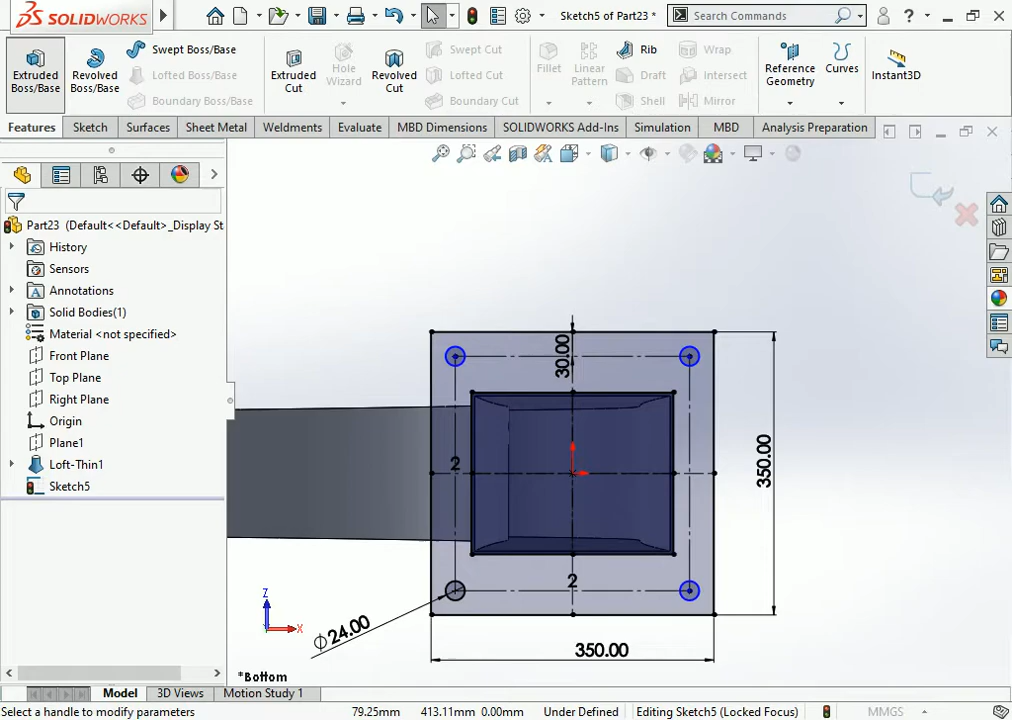 SOLIDWORKS
Sketch5 of Part23 *
Search Commands
?
Extruded Boss/Base
Revolved Boss/Base
Swept Boss/Base
Lofted Boss/Base
Boundary Boss/Base
Extruded Cut
Hole Wizard
Revolved Cut
Swept Cut
Lofted Cut
Boundary Cut
Fillet
Linear Pattern
Rib
Draft
Shell
Wrap
Intersect
Mirror
Reference Geometry
Curves
Instant3D
Features
Sketch
Surfaces
Sheet Metal
Weldments
Evaluate
MBD Dimensions
SOLIDWORKS Add-Ins
Simulation
MBD
Analysis Preparation
Part23 (Default<<Default>_Display St
History
Sensors
Annotations
Solid Bodies(1)
Material <not specified>
Front Plane
Top Plane
Right Plane
Origin
Plane1
Loft-Thin1
Sketch5
30.00
350.00
2
2
⌀24.00
350.00
Z
X
*Bottom
Model
3D Views
Motion Study 1
Select a handle to modify parameters
79.25mm
413.11mm 0.00mm
Under Defined
Editing Sketch5 (Locked Focus)
MMGS